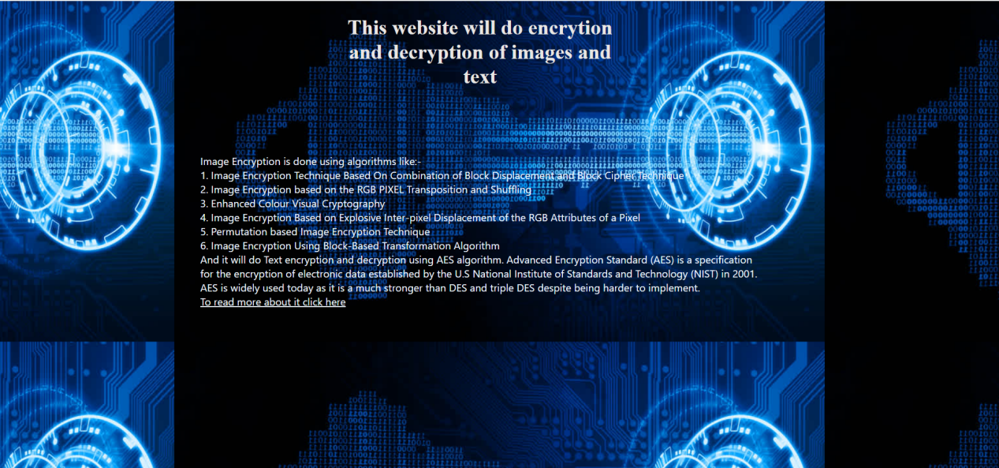 This website will do encrytion
and decryption of images and
text
Image Encryption is done using algorithms like:-
1. Image Encryption Technique Based On Combination of Block Displacement and Block Cipher Technique
2. Image Encryption based on the RGB PIXEL Transposition and Shuffling
3. Enhanced Colour Visual Cryptography
4. Image Encryption Based on Explosive Inter-pixel Displacement of the RGB Attributes of a Pixel
5. Permutation based Image Encryption Technique
6. Image Encryption Using Block-Based Transformation Algorithm
And it will do Text encryption and decryption using AES algorithm. Advanced Encryption Standard (AES) is a specification
for the encryption of electronic data established by the U.S National Institute of Standards and Technology (NIST) in 2001.
AES is widely used today as it is a much stronger than DES and triple DES despite being harder to implement.
To read more about it click here